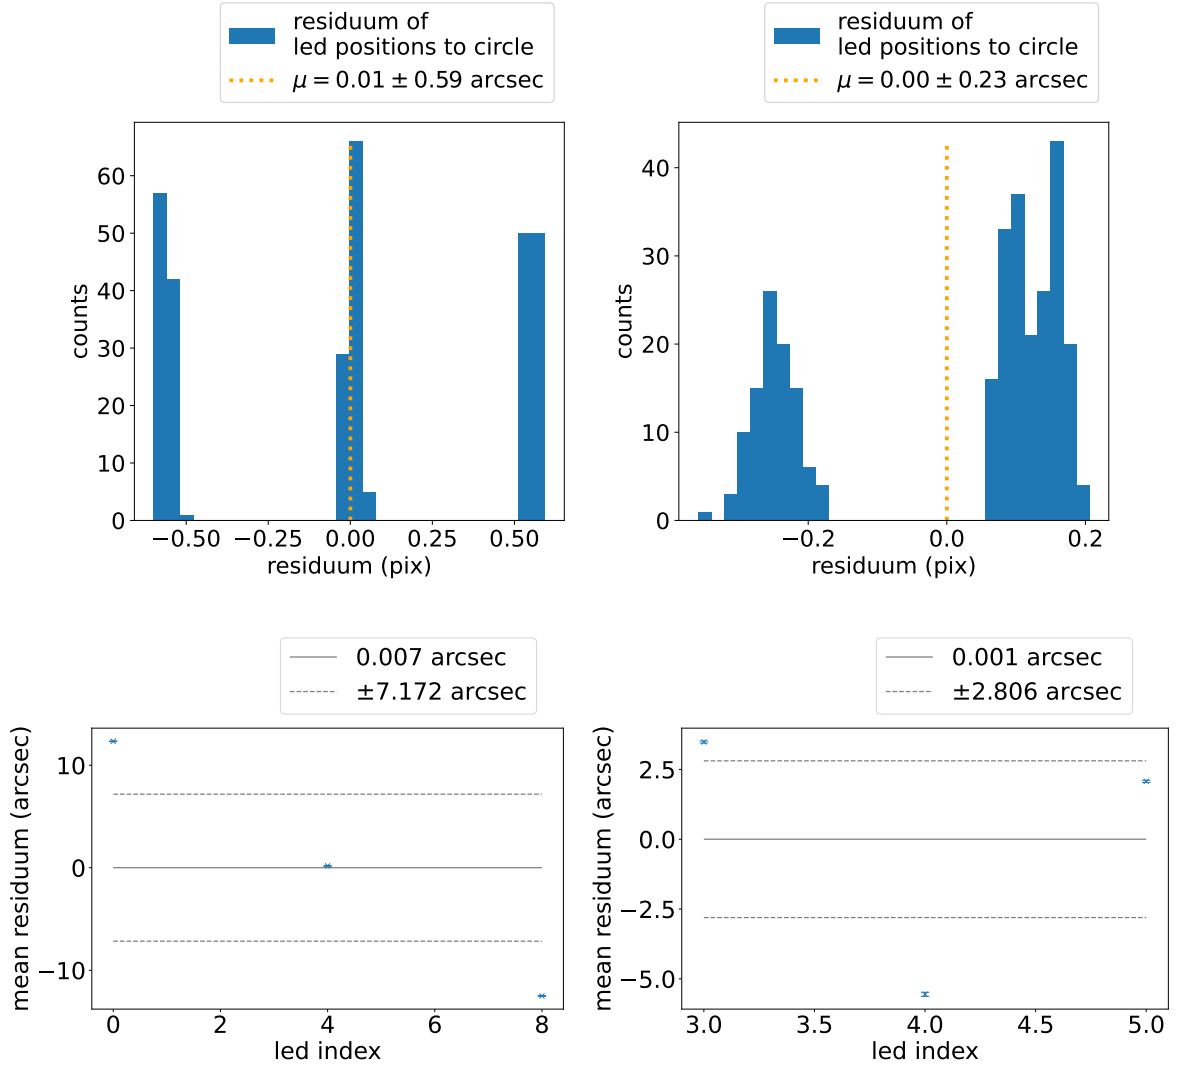 residuum of
led positions to circle
μ = 0.01 ± 0.59 arcsec
60
50
40
30
20
10
0
counts
−0.50 −0.25 0.00 0.25 0.50
residuum (pix)
residuum of
led positions to circle
μ = 0.00 ± 0.23 arcsec
40
30
20
10
0
counts
−0.2 0.0 0.2
residuum (pix)
0.007 arcsec
±7.172 arcsec
10
0
−10
mean residuum (arcsec)
0 2 4 6 8
led index
0.001 arcsec
±2.806 arcsec
2.5
0.0
−2.5
−5.0
mean residuum (arcsec)
3.0 3.5 4.0 4.5 5.0
led index